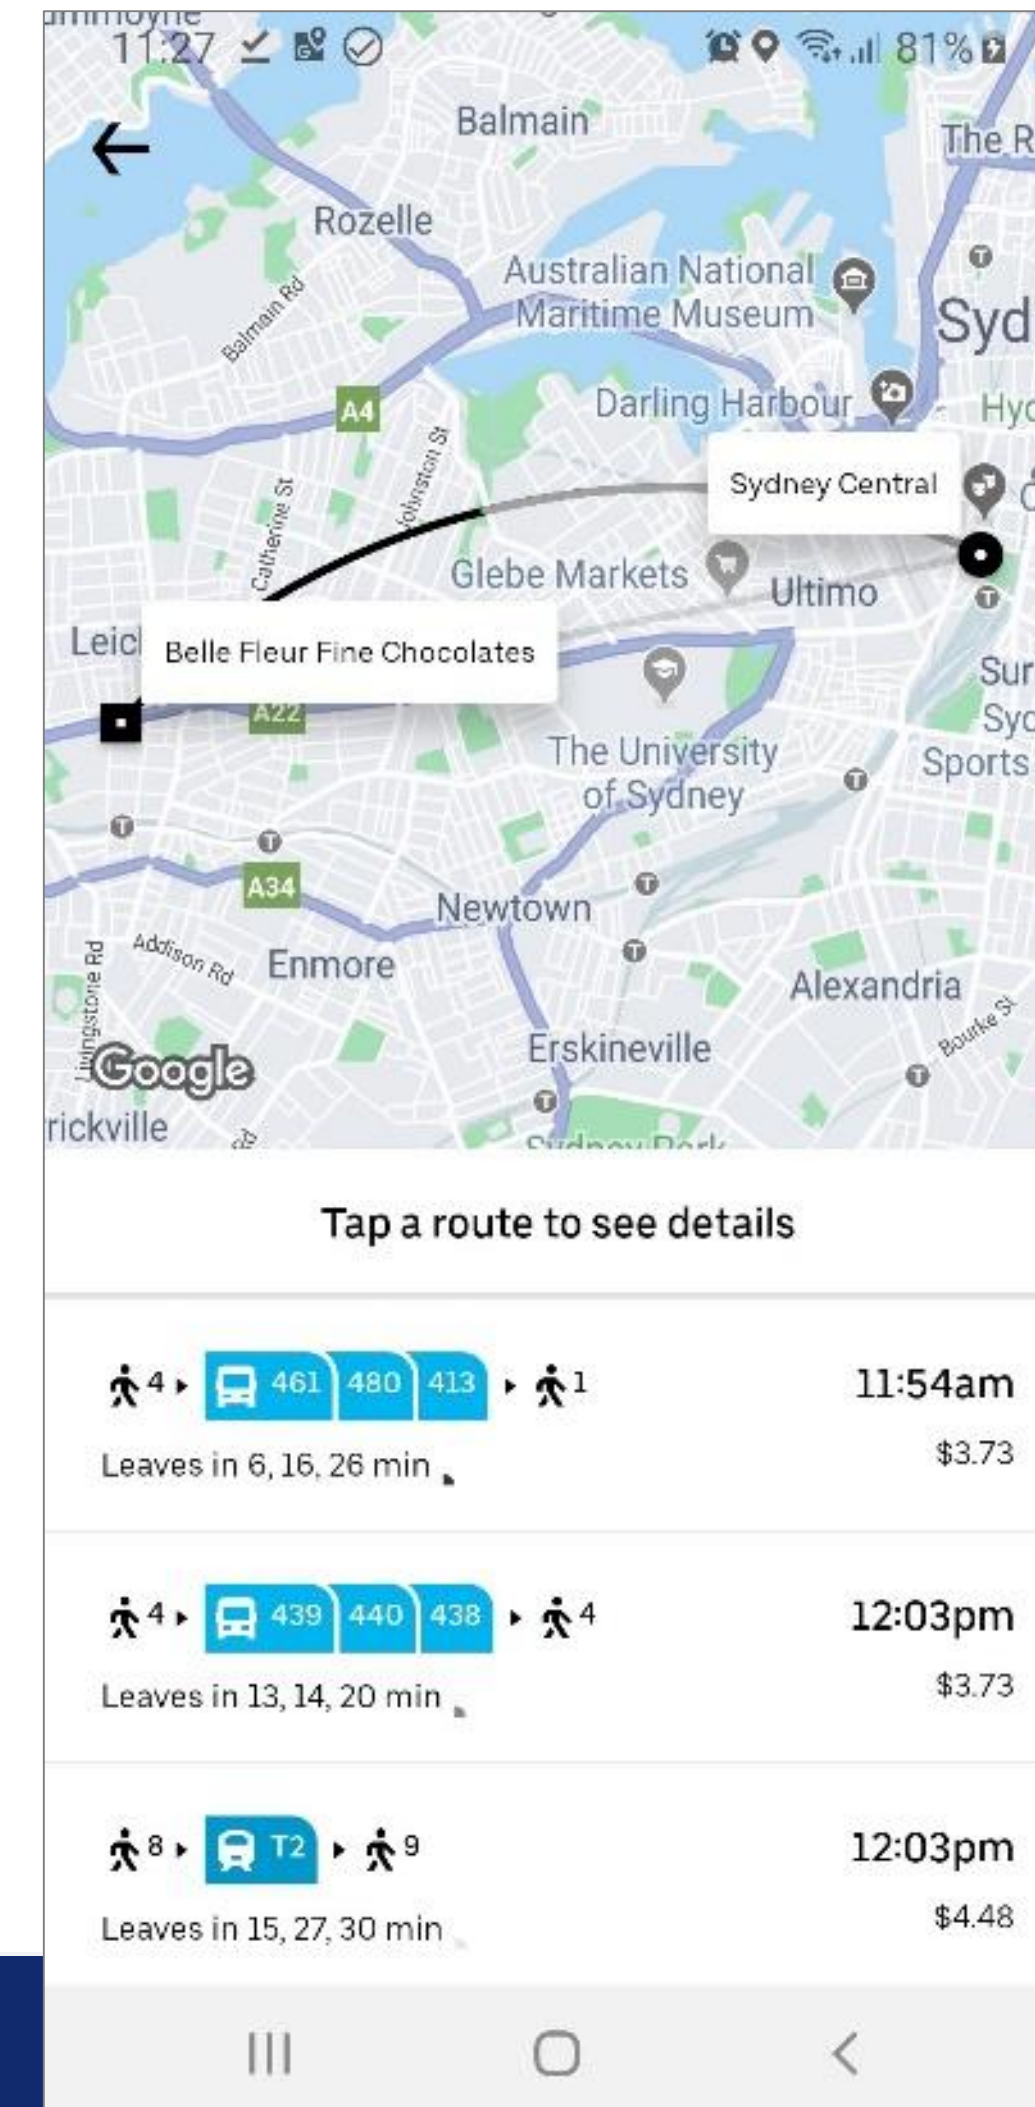 11:27
81%
Balmain
The R
Rozelle
Balmain Rd
Australian National
Maritime Museum
Syd
A4
Darling Harbour
Johnston St
Catherine St
Sydney Central
Glebe Markets
Ultimo
Leic
Belle Fleur Fine Chocolates
Sur
A22
Syd
The University
of Sydney
Sports
A34
Newtown
Addison Rd
Enmore
Livingstone Rd
Alexandria
Bourke St
Erskineville
Google
rickville
Rd
Sydney Park
Tap a route to see details
4 461 480 413 1 11:54am
Leaves in 6, 16, 26 min $3.73
4 439 440 438 4 12:03pm
Leaves in 13, 14, 20 min $3.73
8 T2 9 12:03pm
Leaves in 15, 27, 30 min $4.48